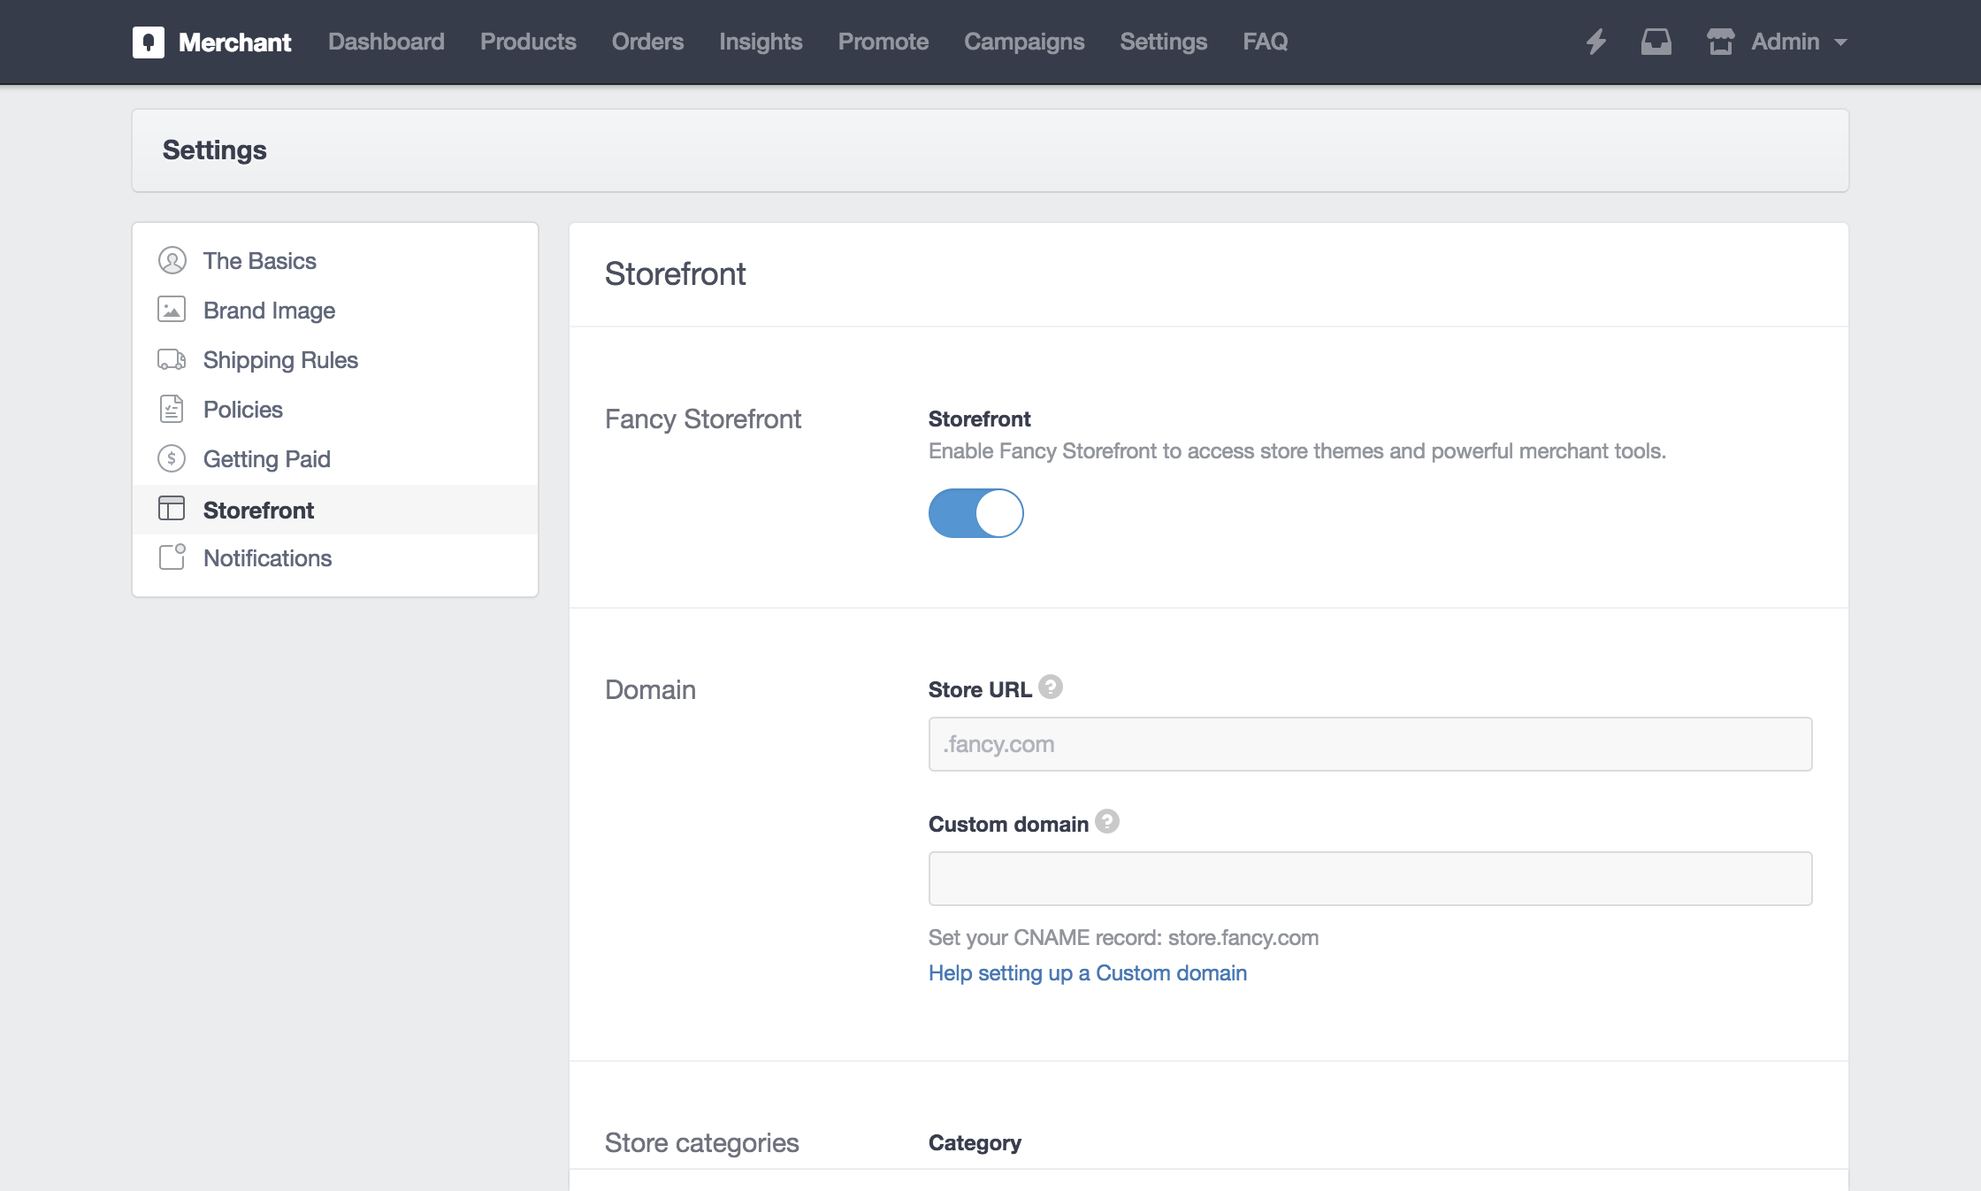 Merchant Dashboard Products Orders Insights Promote Campaigns Settings FAQ Admin
Settings
The Basics
Brand Image
Shipping Rules
Policies
Getting Paid
Storefront
Notifications
Storefront
Fancy Storefront
Storefront
Enable Fancy Storefront to access store themes and powerful merchant tools.
Domain
Store URL ?
.fancy.com
Custom domain ?
Set your CNAME record: store.fancy.com
Help setting up a Custom domain
Store categories
Category